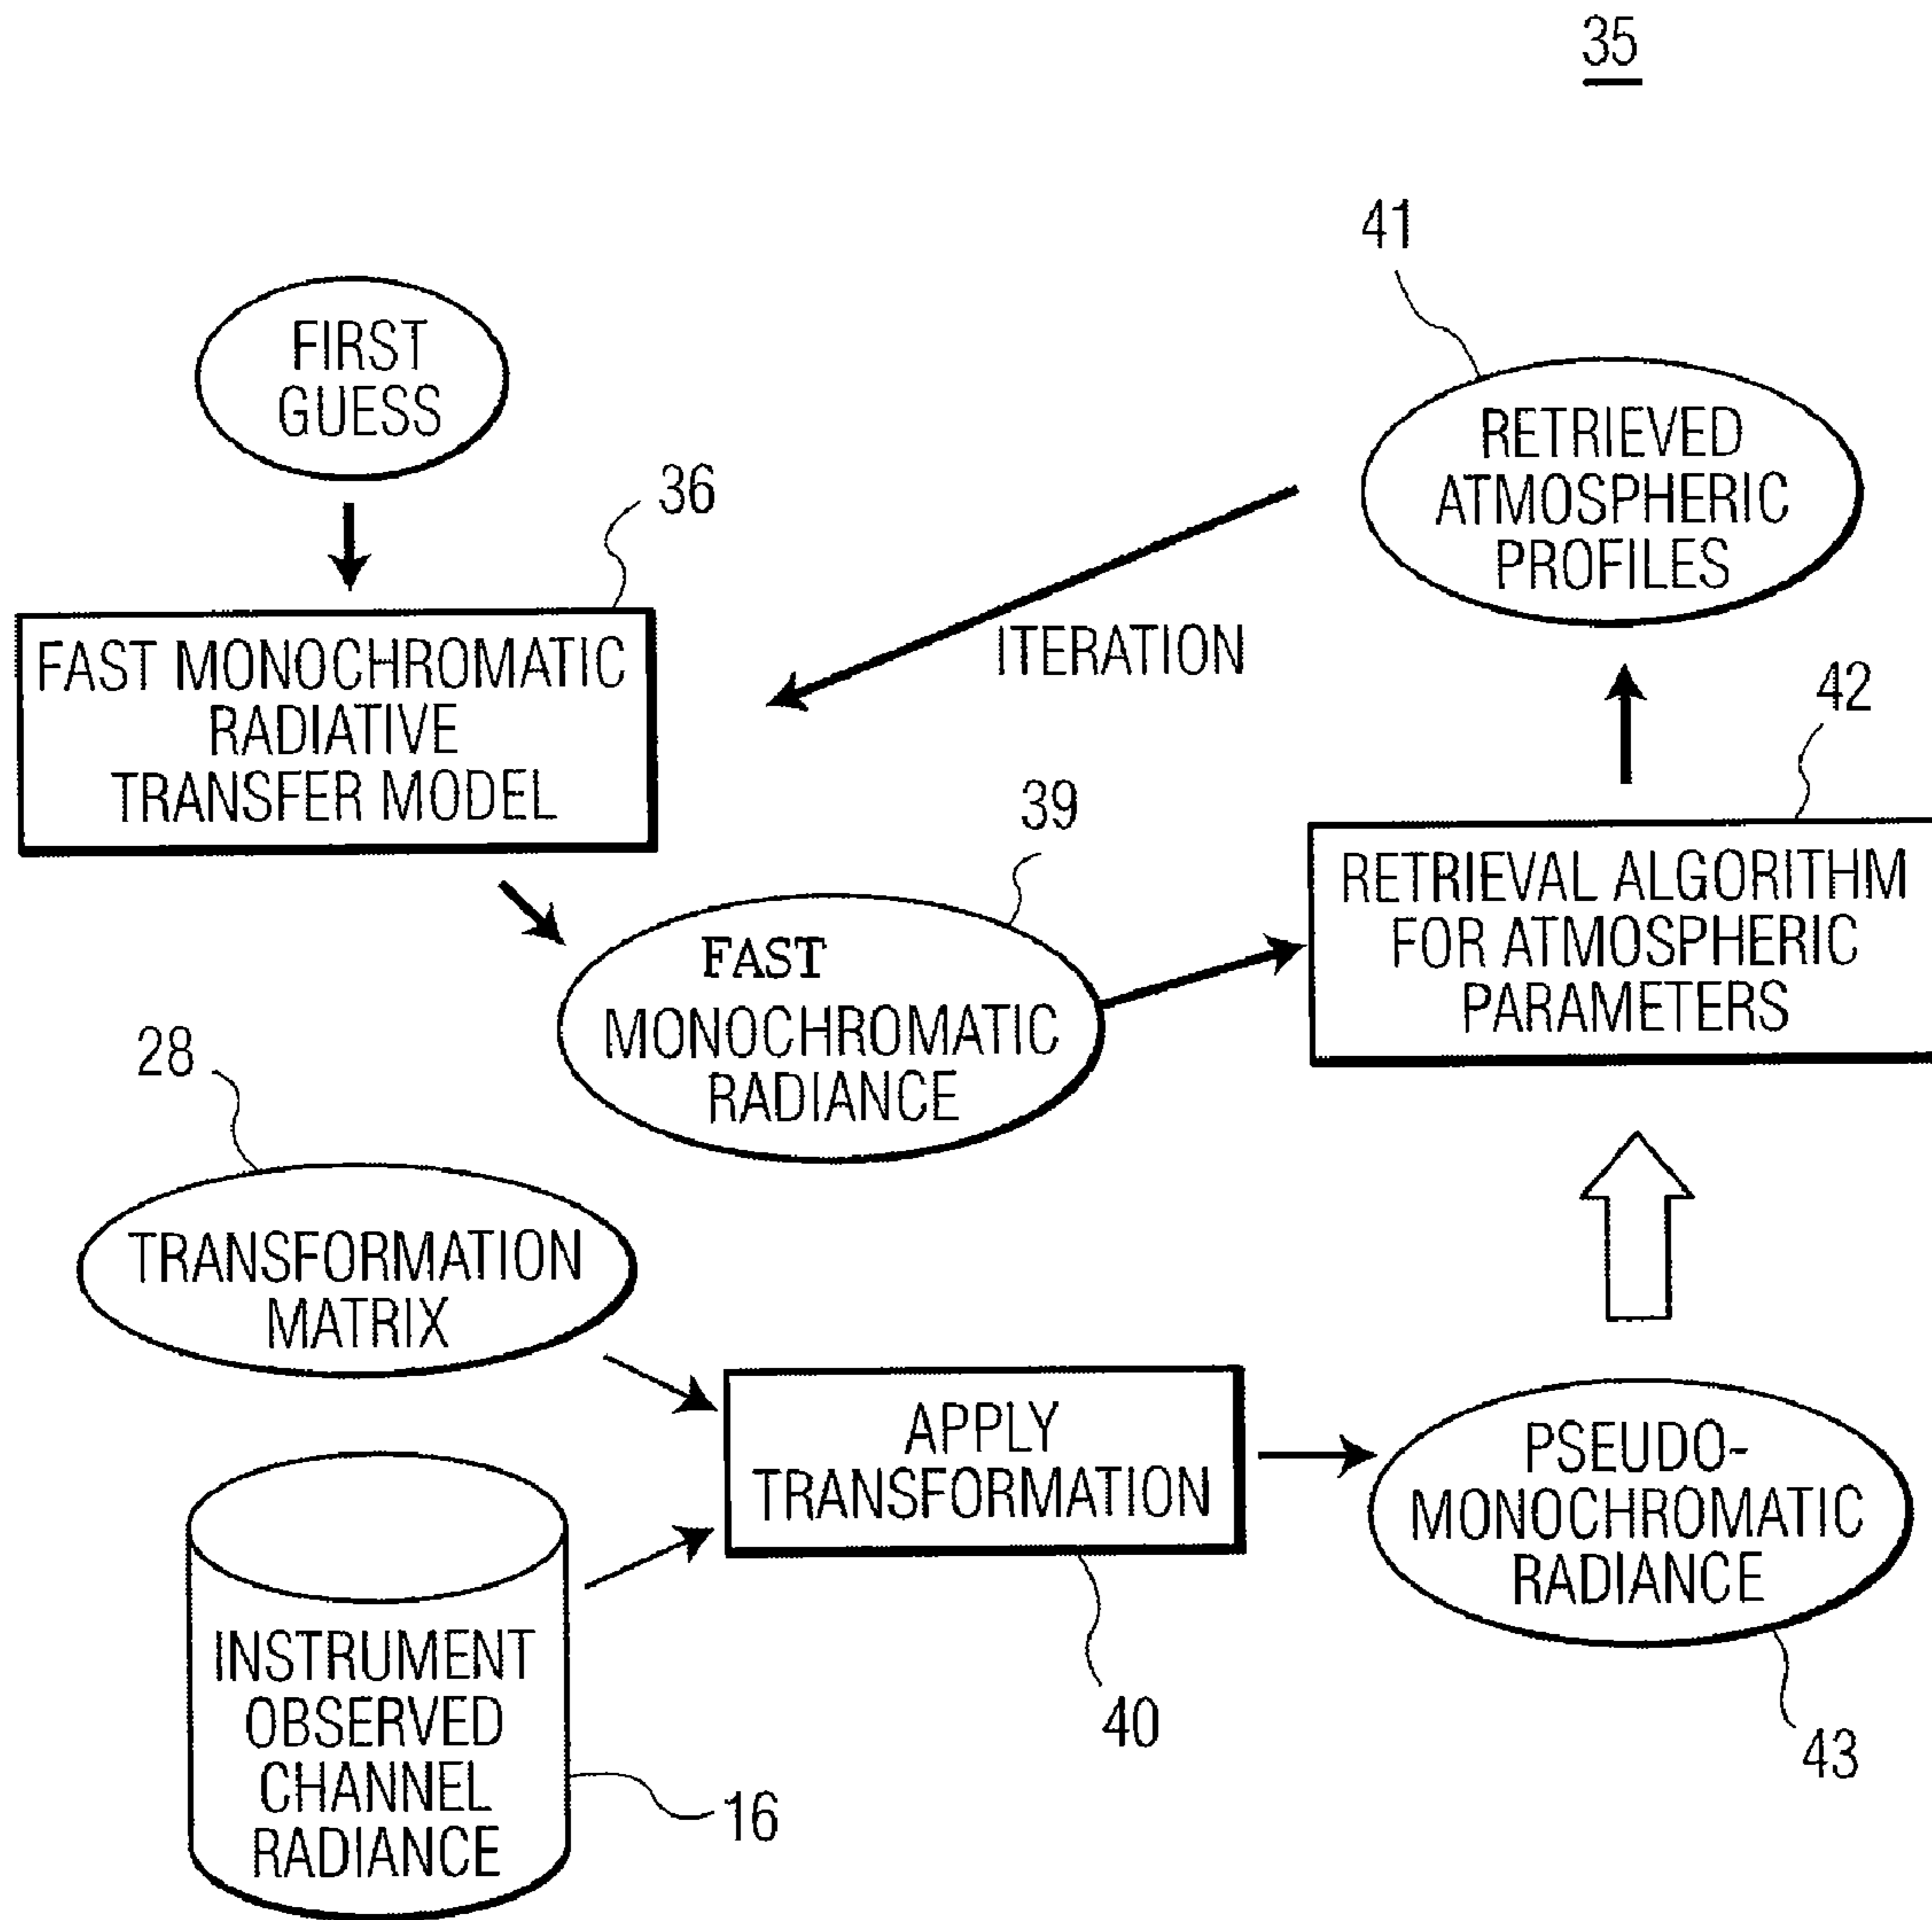 35
41
FIRST
GUESS
36
RETRIEVED
ATMOSPHERIC
PROFILES
FAST MONOCHROMATIC
RADIATIVE
TRANSFER MODEL
ITERATION
42
39
RETRIEVAL ALGORITHM
FOR ATMOSPHERIC
PARAMETERS
FAST
MONOCHROMATIC
RADIANCE
28
TRANSFORMATION
MATRIX
APPLY
TRANSFORMATION
PSEUDO-
MONOCHROMATIC
RADIANCE
INSTRUMENT
OBSERVED
CHANNEL
RADIANCE
40
43
16